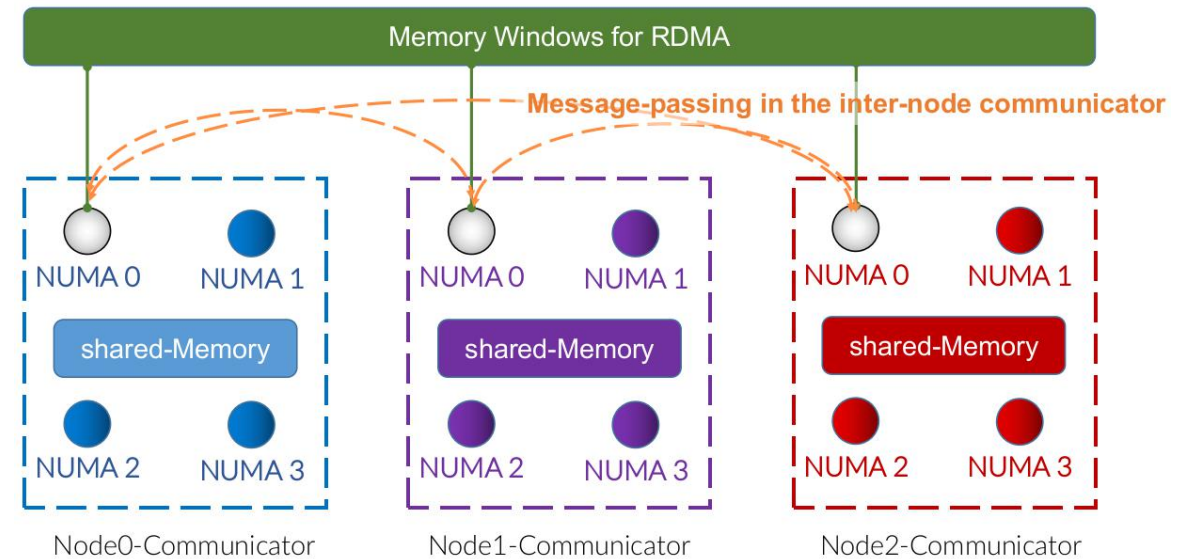 Memory Windows for RDMA
Message-passing in the inter-node communicator
NUMA 0
NUMA 1
shared-Memory
NUMA 2
NUMA 3
Node0-Communicator
NUMA 0
NUMA 1
shared-Memory
NUMA 2
NUMA 3
Node1-Communicator
NUMA 0
NUMA 1
shared-Memory
NUMA 2
NUMA 3
Node2-Communicator